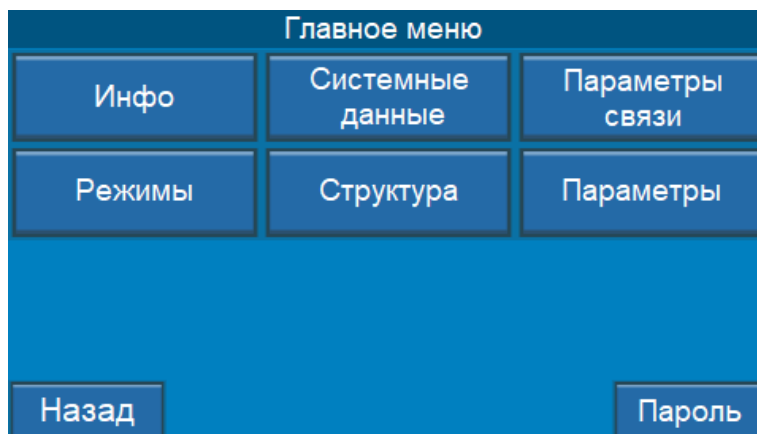 Главное меню
Инфо
Системные
данные
Параметры
связи
Режимы
Структура
Параметры
Назад
Пароль